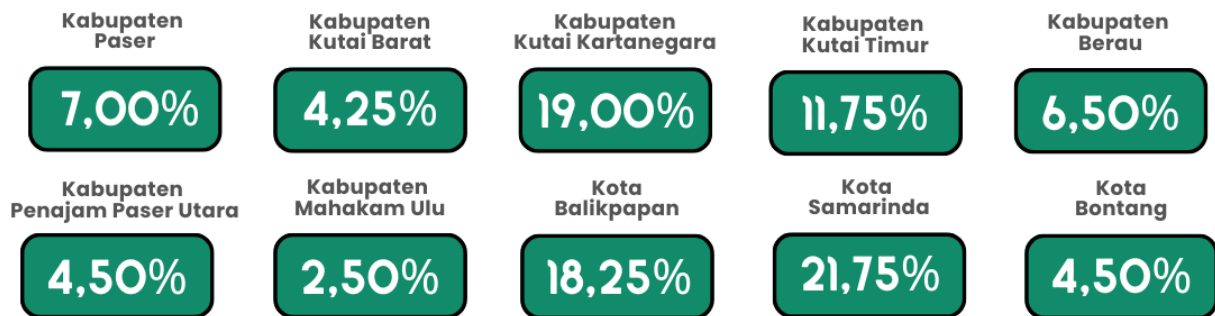 Kabupaten
Paser
7,00%
Kabupaten
Kutai Barat
4,25%
Kabupaten
Kutai Kartanegara
19,00%
Kabupaten
Kutai Timur
11,75%
Kabupaten
Berau
6,50%
Kabupaten
Penajam Paser Utara
4,50%
Kabupaten
Mahakam Ulu
2,50%
Kota
Balikpapan
18,25%
Kota
Samarinda
21,75%
Kota
Bontang
4,50%